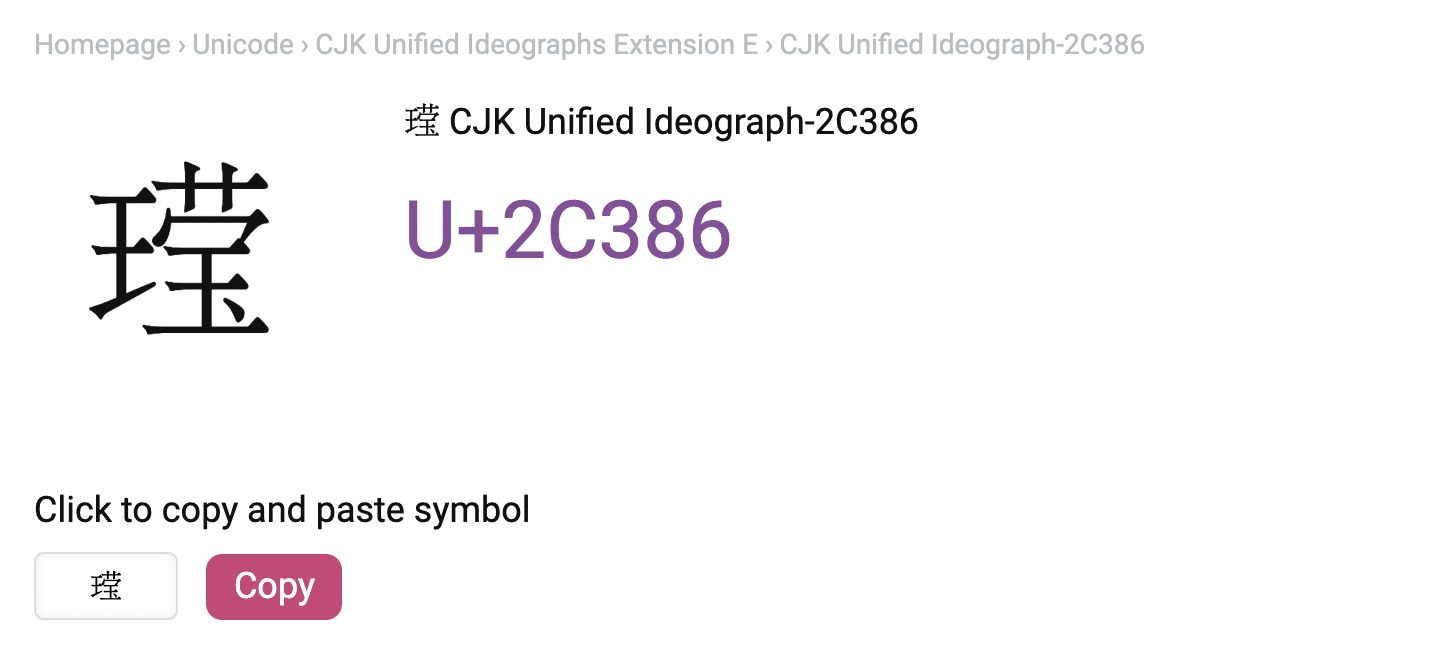 Homepage › Unicode › CJK Unified Ideographs Extension E › CJK Unified Ideograph-2C386
𬎆
𬎆 CJK Unified Ideograph-2C386
U+2C386
Click to copy and paste symbol
𬎆 Copy